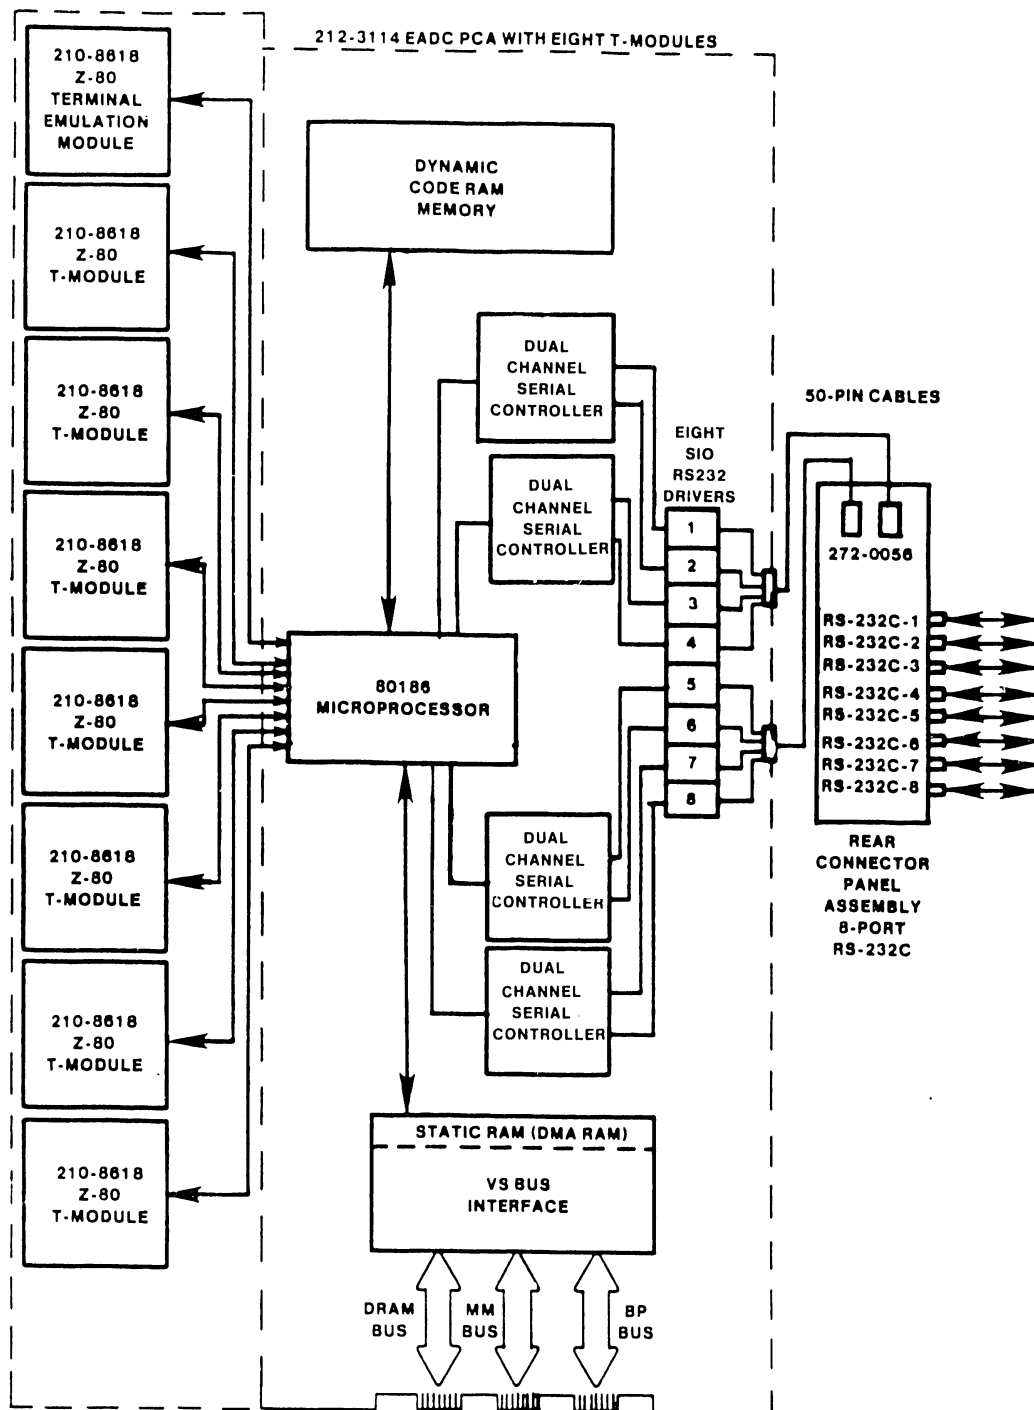 212-3114 EADC PCA WITH EIGHT T-MODULES
210-8618
Z-80
TERMINAL
EMULATION
MODULE
210-8618
Z-80
T-MODULE
210-8618
Z-80
T-MODULE
210-8618
Z-80
T-MODULE
210-8618
Z-80
T-MODULE
210-8618
Z-80
T-MODULE
210-8618
Z-80
T-MODULE
210-8618
Z-80
T-MODULE
DYNAMIC
CODE RAM
MEMORY
DUAL
CHANNEL
SERIAL
CONTROLLER
DUAL
CHANNEL
SERIAL
CONTROLLER
80186
MICROPROCESSOR
DUAL
CHANNEL
SERIAL
CONTROLLER
DUAL
CHANNEL
SERIAL
CONTROLLER
EIGHT
SIO
RS232
DRIVERS
1
2
3
4
5
6
7
8
50-PIN CABLES
272-0056
RS-232C-1
RS-232C-2
RS-232C-3
RS-232C-4
RS-232C-5
RS-232C-6
RS-232C-7
RS-232C-8
REAR
CONNECTOR
PANEL
ASSEMBLY
8-PORT
RS-232C
STATIC RAM (DMA RAM)
VS BUS
INTERFACE
DRAM
BUS
MM
BUS
BP
BUS